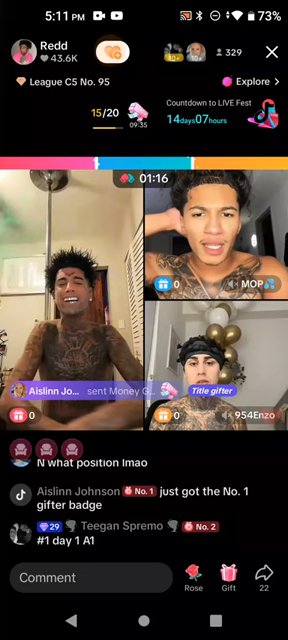 5:11 PM
73%
Redd
43.6K
10+
10+
329
League C5 No. 95
Explore >
15/20
09:35
Countdown to LIVE Fest
14days07hours
01:16
0
MOP💦
Aislinn Jo... sent Money G
Title gifter
0
0
954Enzo
N what position lmao
Aislinn Johnson No. 1 just got the No. 1
gifter badge
29 Teegan Spremo No. 2
#1 day 1 A1
Comment
Rose
Gift
22